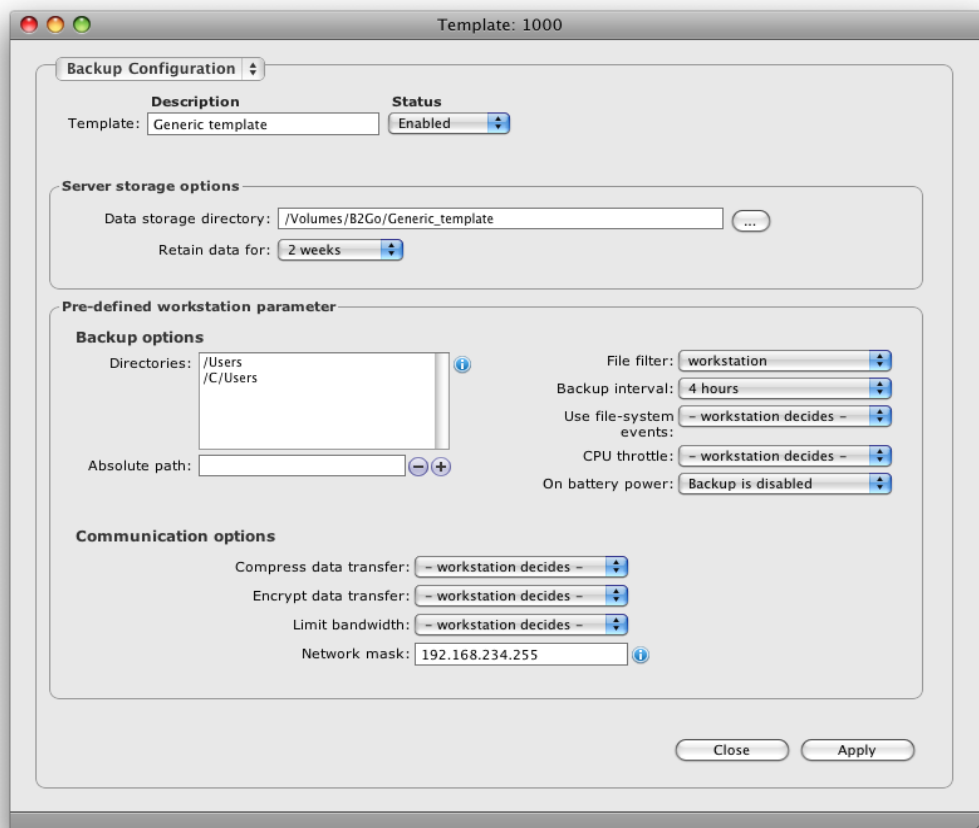 Template: 1000
Backup Configuration
Description Status
Template: Generic template Enabled
Server storage options
Data storage directory: /Volumes/B2Go/Generic_template ...
Retain data for: 2 weeks
Pre-defined workstation parameter
Backup options
Directories: /Users
/C/Users
File filter: workstation
Backup interval: 4 hours
Use file-system
events: - workstation decides -
CPU throttle: - workstation decides -
Absolute path:
On battery power: Backup is disabled
Communication options
Compress data transfer: - workstation decides -
Encrypt data transfer: - workstation decides -
Limit bandwidth: - workstation decides -
Network mask: 192.168.234.255
Close Apply